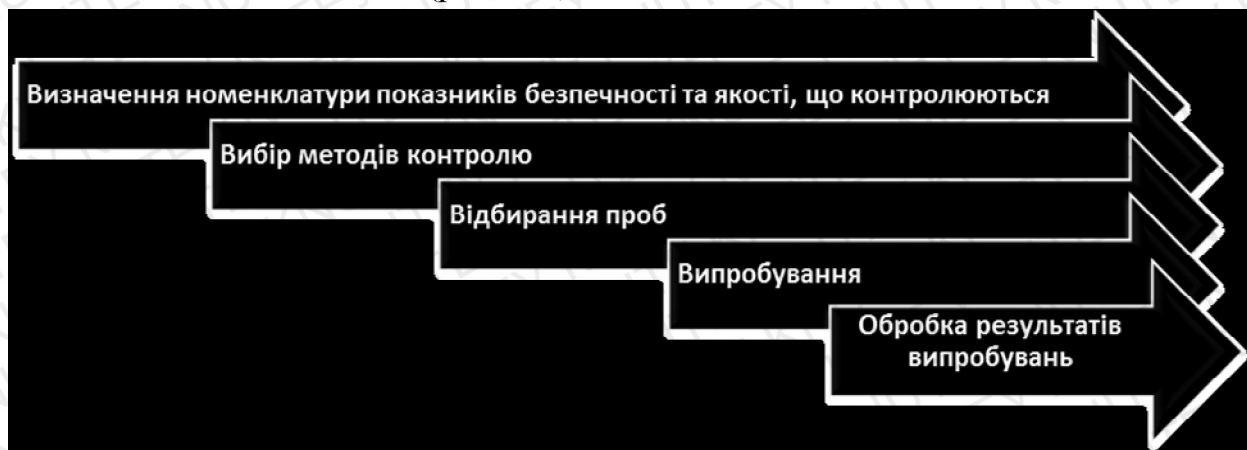 Визначення номенклатури показників безпечності та якості, що контролюються
Вибір методів контролю
Відбирання проб
Випробування
Обробка результатів
випробувань